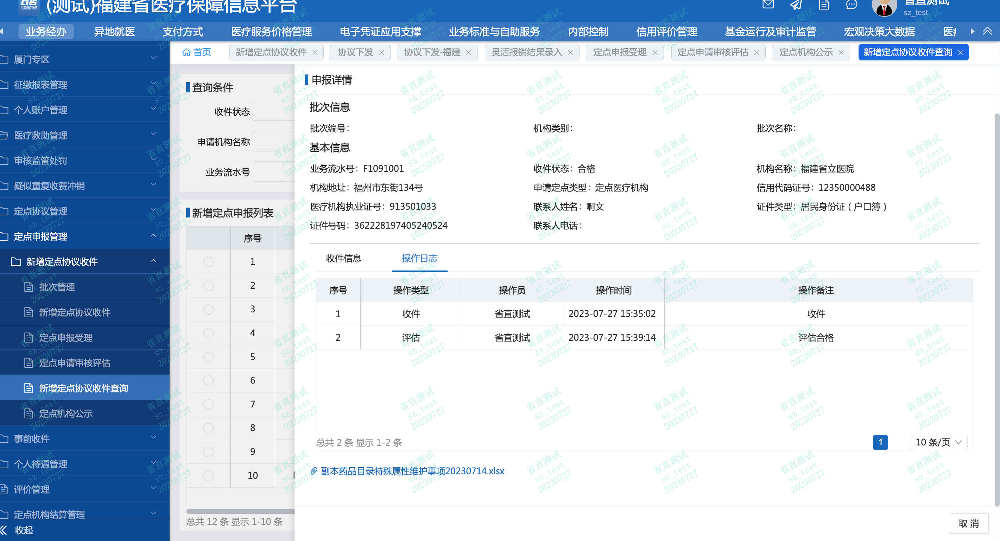 CHS
中国医疗保障
(测试)福建省医疗保障信息平台
省直测试
sz_test
业务经办
异地就医
支付方式
医疗服务价格管理
电子凭证应用支撑
业务标准与自助服务
内部控制
信用评价管理
基金运行及审计监管
宏观决策大数据
首页
新增定点协议收件
协议下发
协议下发-福建
灵活报销结果录入
定点申报受理
定点申请审核评估
定点机构公示
新增定点协议收件查询
厦门专区
征缴报表管理
个人账户管理
医疗救助管理
审核监管处罚
疑似重复收费冲销
定点协议管理
定点申报管理
新增定点协议收件
批次管理
新增定点协议收件
定点申报受理
定点申请审核评估
新增定点协议收件查询
定点机构公示
事前收件
个人待遇管理
评价管理
定点机构结算管理
收起
查询条件
收件状态
申请机构名称
业务流水号
新增定点申报列表
序号
1
2
3
4
5
6
7
8
9
10
总共 12 条 显示 1-10 条
申报详情
批次信息
批次编号：
机构类别：
批次名称：
基本信息
业务流水号：F1091001
收件状态：合格
机构名称：福建省立医院
机构地址：福州市东街134号
申请定点类型：定点医疗机构
信用代码证号：12350000488
医疗机构执业证号：913501033
联系人姓名：啊文
证件类型：居民身份证（户口簿）
证件号码：362228197405240524
联系人电话：
收件信息
操作日志
序号 操作类型 操作员 操作时间 操作备注
1 收件 省直测试 2023-07-27 15:35:02 收件
2 评估 省直测试 2023-07-27 15:39:14 评估合格
总共 2 条 显示 1-2 条
1
10 条/页
副本药品目录特殊属性维护事项20230714.xlsx
取 消
省直测试
sz_test
20230727